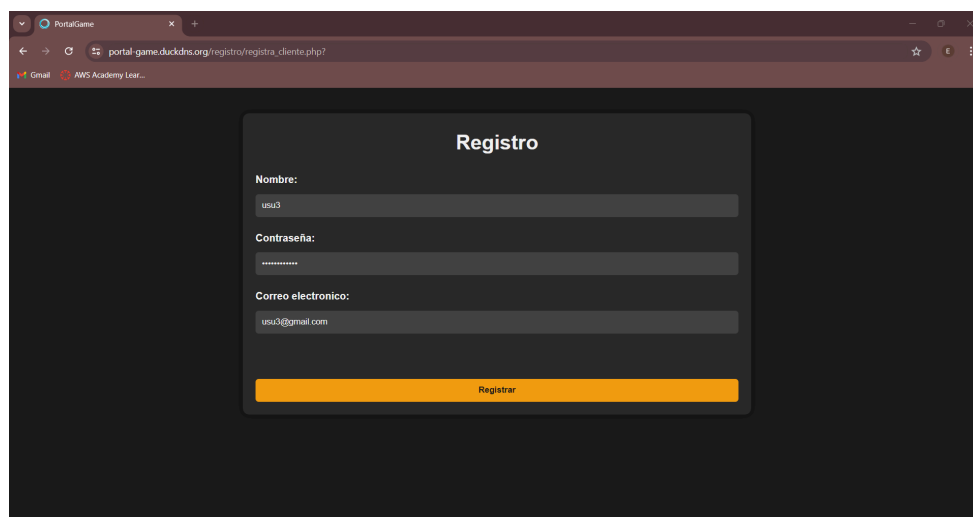 PortalGame
portal-game.duckdns.org/registro/registra_cliente.php?
E
Gmail AWS Academy Lear...
Registro
Nombre:
usu3
Contraseña:
••••••••••••
Correo electronico:
usu3@gmail.com
Registrar